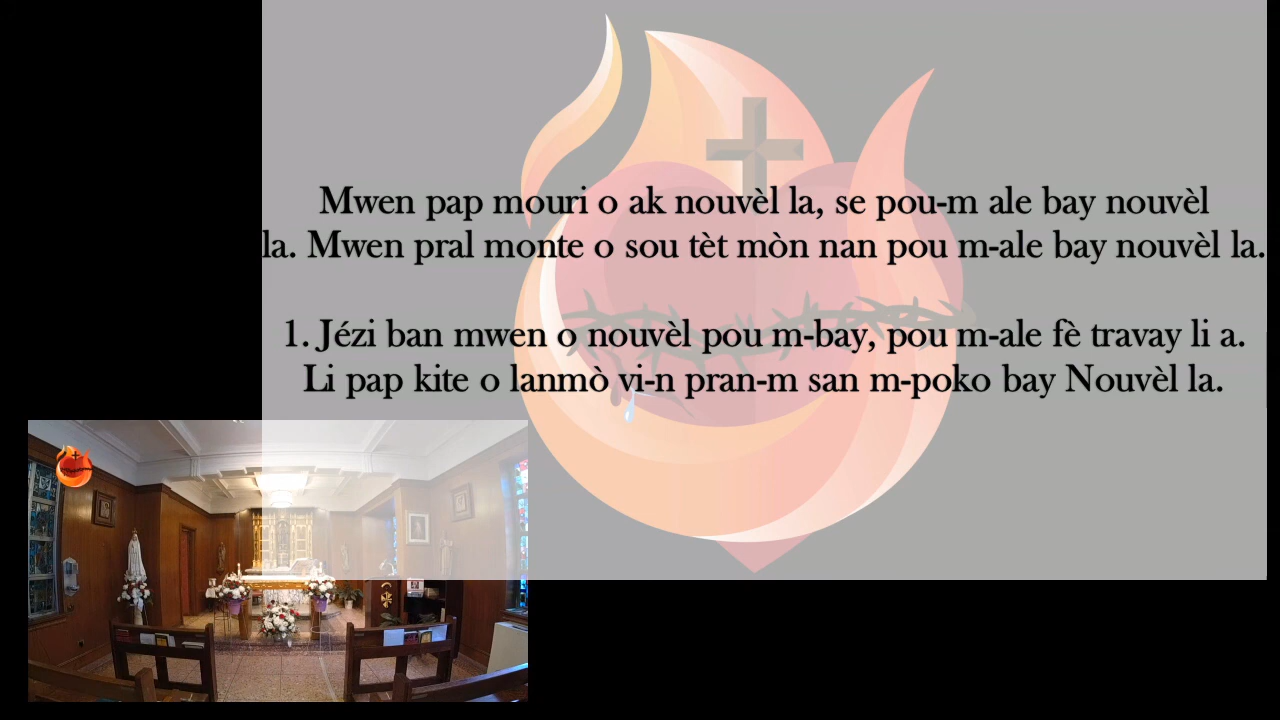 Mwen pap mouri o ak nouvèl la, se pou-m ale bay nouvèl
la. Mwen pral monte o sou tèt mòn nan pou m-ale bay nouvèl la.
1. Jézi ban mwen o nouvèl pou m-bay, pou m-ale fè travay li a.
Li pap kite o lanmò vi-n pran-m san m-poko bay Nouvèl la.